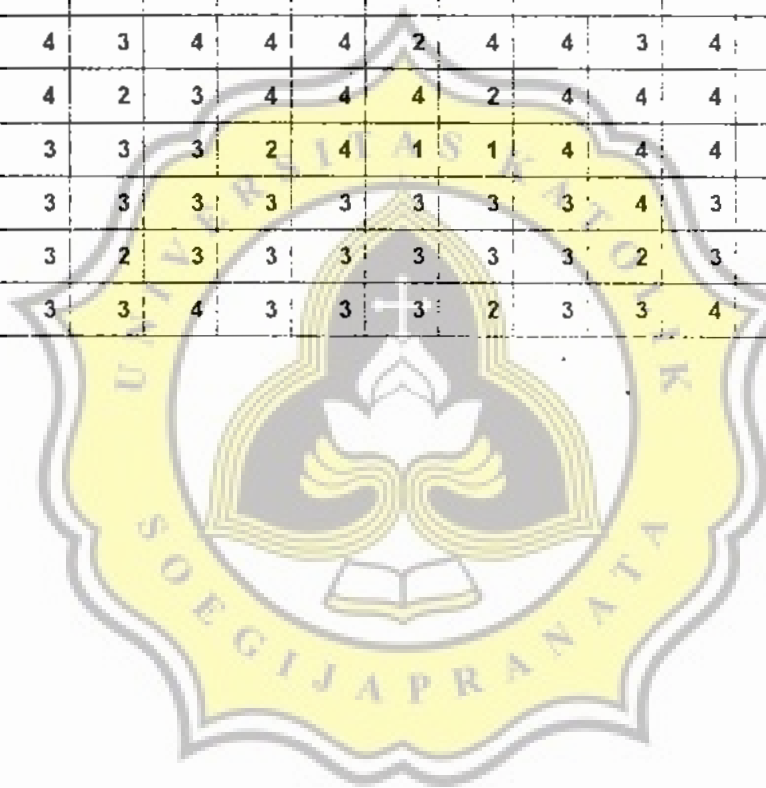 4 3 4 4 4 2 4 4 3 4
4 2 3 4 4 4 2 4 4 4
3 3 3 2 4 1 1 4 4 4
3 3 3 3 3 3 3 3 4 3
3 2 3 3 3 3 3 3 2 3
3 3 4 3 3 3 2 3 3 4
UNIVERSITAS KATOLIK
SOEGIJAPRANATA